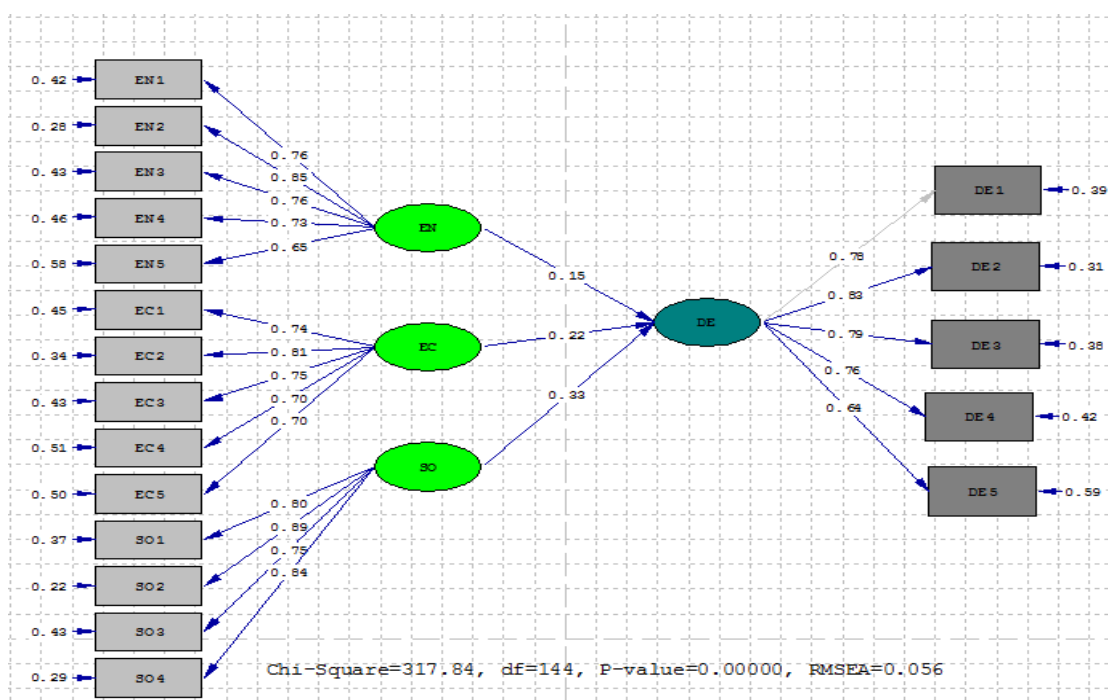 0.42 EN1
0.28 EN2
0.43 EN3
0.46 EN4
0.58 EN5
0.45 EC1
0.34 EC2
0.43 EC3
0.51 EC4
0.50 EC5
0.37 SO1
0.22 SO2
0.43 SO3
0.29 SO4
0.76
0.85
0.76
0.73
0.65
0.74
0.81
0.75
0.70
0.70
0.80
0.89
0.75
0.84
EN
EC
SO
0.15
0.22
0.33
DE
0.78
0.83
0.79
0.76
0.64
DE1 0.39
DE2 0.31
DE3 0.38
DE4 0.42
DE5 0.59
Chi-Square=317.84, df=144, P-value=0.00000, RMSEA=0.056